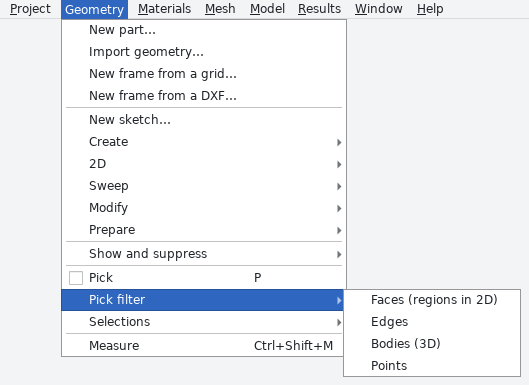 Project Geometry Materials Mesh Model Results Window Help
New part...
Import geometry...
New frame from a grid...
New frame from a DXF...
New sketch...
Create
2D
Sweep
Modify
Prepare
Show and suppress
Pick P
Pick filter
Selections
Measure Ctrl+Shift+M
Faces (regions in 2D)
Edges
Bodies (3D)
Points